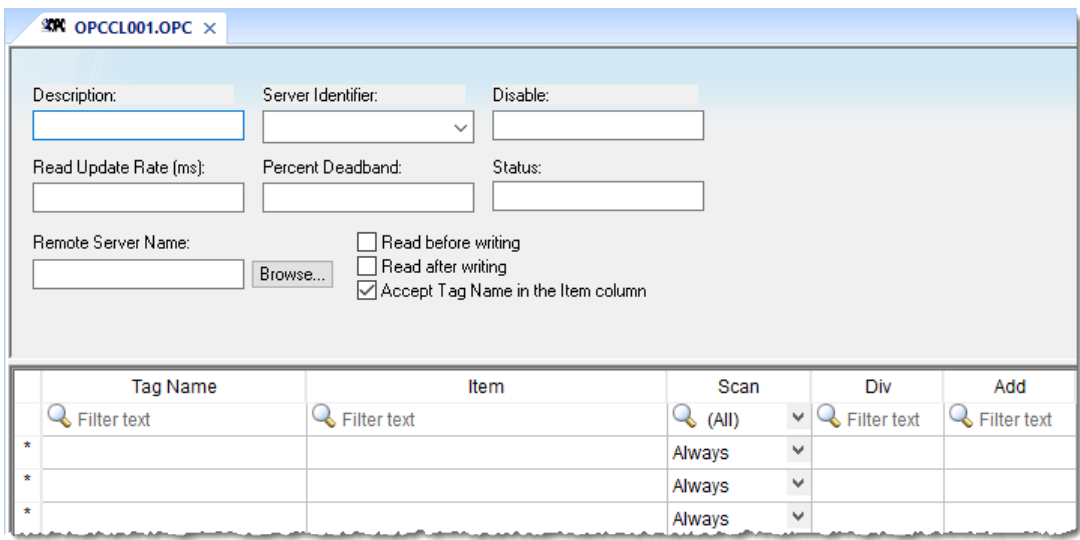 OPCCL001.OPC
Description: Server Identifier: Disable:
Read Update Rate (ms): Percent Deadband: Status:
Remote Server Name:
Browse...
Read before writing
Read after writing
Accept Tag Name in the Item column
Tag Name Item Scan Div Add
Filter text Filter text (All) Filter text Filter text
* Always
* Always
* Always